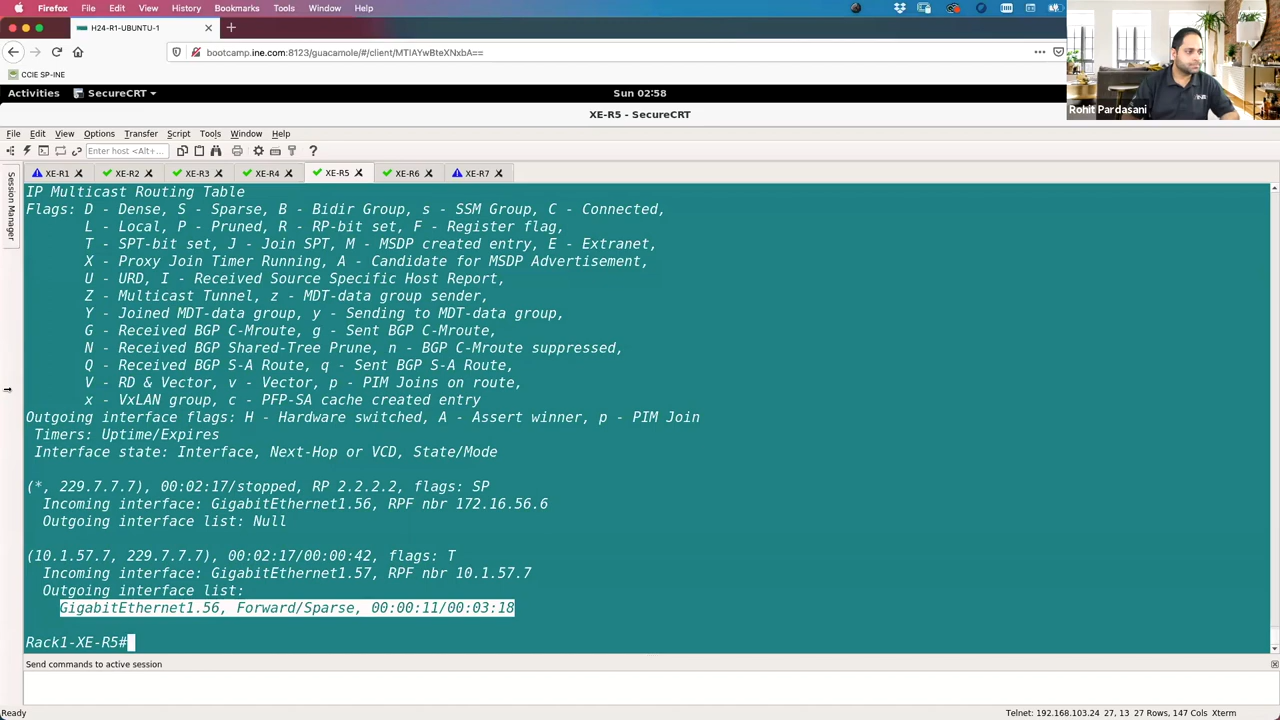 Firefox File Edit View History Bookmarks Tools Window Help
H24-R1-UBUNTU-1
bootcamp.ine.com:8123/guacamole/#/client/MTIAYwBteXNxbA==
CCIE SP-INE
Activities SecureCRT Sun 02:58
XE-R5 - SecureCRT
File Edit View Options Transfer Script Tools Window Help
Enter host <Alt+...
XE-R1 XE-R2 XE-R3 XE-R4 XE-R5 XE-R6 XE-R7
Session Manager
IP Multicast Routing Table
Flags: D - Dense, S - Sparse, B - Bidir Group, s - SSM Group, C - Connected,
L - Local, P - Pruned, R - RP-bit set, F - Register flag,
T - SPT-bit set, J - Join SPT, M - MSDP created entry, E - Extranet,
X - Proxy Join Timer Running, A - Candidate for MSDP Advertisement,
U - URD, I - Received Source Specific Host Report,
Z - Multicast Tunnel, z - MDT-data group sender,
Y - Joined MDT-data group, y - Sending to MDT-data group,
G - Received BGP C-Mroute, g - Sent BGP C-Mroute,
N - Received BGP Shared-Tree Prune, n - BGP C-Mroute suppressed,
Q - Received BGP S-A Route, q - Sent BGP S-A Route,
V - RD & Vector, v - Vector, p - PIM Joins on route,
x - VxLAN group, c - PFP-SA cache created entry
Outgoing interface flags: H - Hardware switched, A - Assert winner, p - PIM Join
Timers: Uptime/Expires
Interface state: Interface, Next-Hop or VCD, State/Mode
(*, 229.7.7.7), 00:02:17/stopped, RP 2.2.2.2, flags: SP
Incoming interface: GigabitEthernet1.56, RPF nbr 172.16.56.6
Outgoing interface list: Null
(10.1.57.7, 229.7.7.7), 00:02:17/00:00:42, flags: T
Incoming interface: GigabitEthernet1.57, RPF nbr 10.1.57.7
Outgoing interface list:
GigabitEthernet1.56, Forward/Sparse, 00:00:11/00:03:18
Rack1-XE-R5#
Send commands to active session
Ready Telnet: 192.168.103.24 27, 13 27 Rows, 147 Cols Xterm
Rohit Pardasani